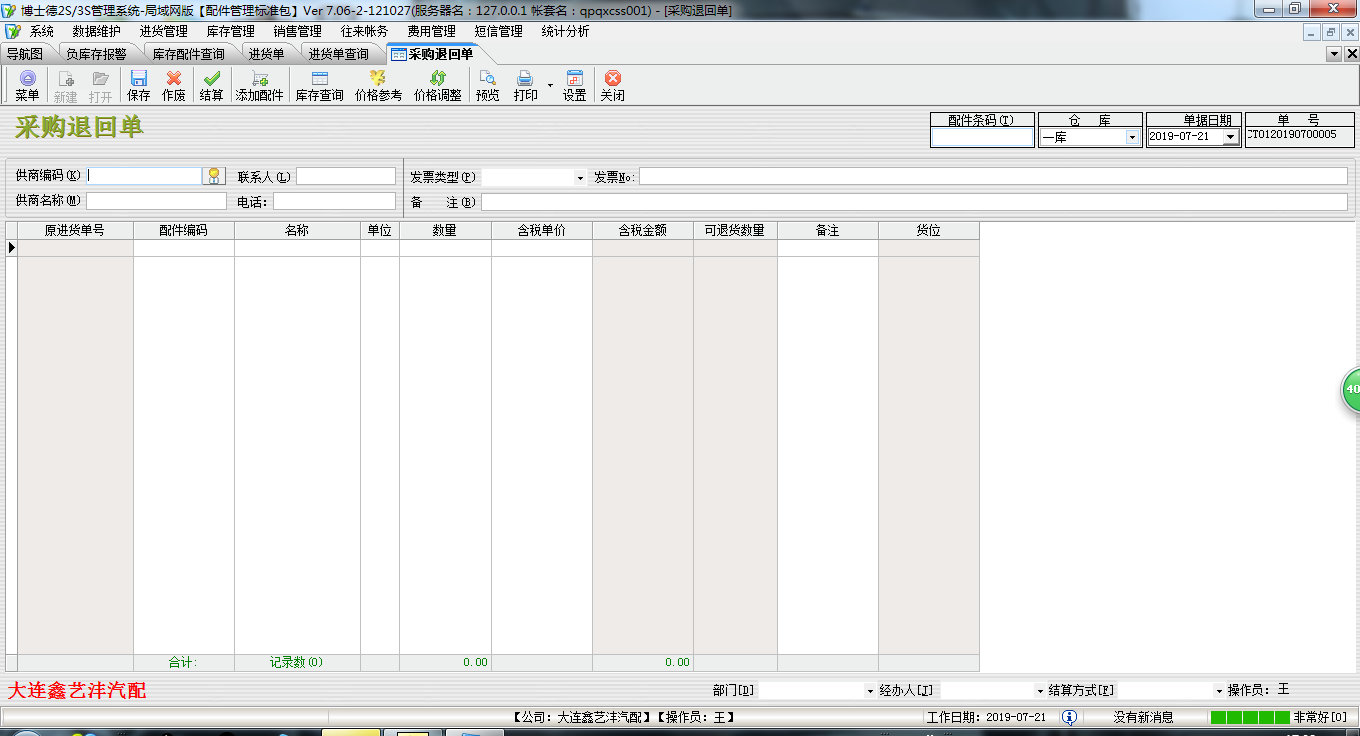 博士德2S/3S管理系统-局域网版【配件管理标准包】Ver 7.06-2-121027(服务器名：127.0.0.1 帐套名：qpqxcss001) - [采购退回单]
系统 数据维护 进货管理 库存管理 销售管理 往来帐务 费用管理 短信管理 统计分析
导航图 负库存报警 库存配件查询 进货单 进货单查询 采购退回单
菜单 新建 打开 保存 作废 结算 添加配件 库存查询 价格参考 价格调整 预览 打印 设置 关闭
采购退回单
配件条码(T) 仓 库 单据日期 单 号
一库 2019-07-21 CT0120190700005
供商编码(K) 联系人(L) 发票类型(P) 发票No:
供商名称(M) 电话: 备 注(B)
原进货单号 配件编码 名称 单位 数量 含税单价 含税金额 可退货数量 备注 货位
40
合计: 记录数(0) 0.00 0.00
大连鑫艺沣汽配 部门[D] 经办人[J] 结算方式[P] 操作员: 王
【公司：大连鑫艺沣汽配】【操作员：王】 工作日期: 2019-07-21 没有新消息 非常好[0]